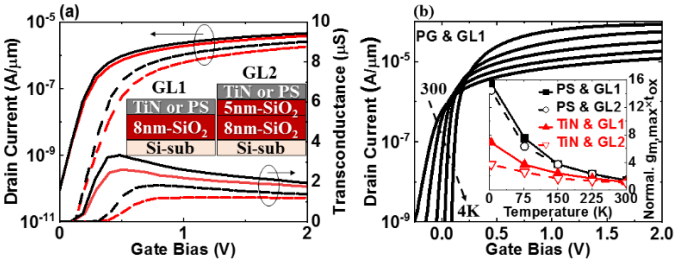 (a)
Drain Current (A/μm)
10-5
10-7
10-9
10-11
GL1
TiN or PS
8nm-SiO2
Si-sub
GL2
TiN or PS
5nm-SiO2
8nm-SiO2
Si-sub
10
8
6
4
2
0
Transconductance (μS)
0 1 2
Gate Bias (V)
(b)
PG & GL1
Drain Current (A/μm)
10-5
10-7
10-9
300
4K
PS & GL1
PS & GL2
TiN & GL1
TiN & GL2
16
12
8
4
0
Normal. gm,max×tox
0 75 150 225 300
Temperature (K)
0.0 0.5 1.0 1.5 2.0
Gate Bias (V)